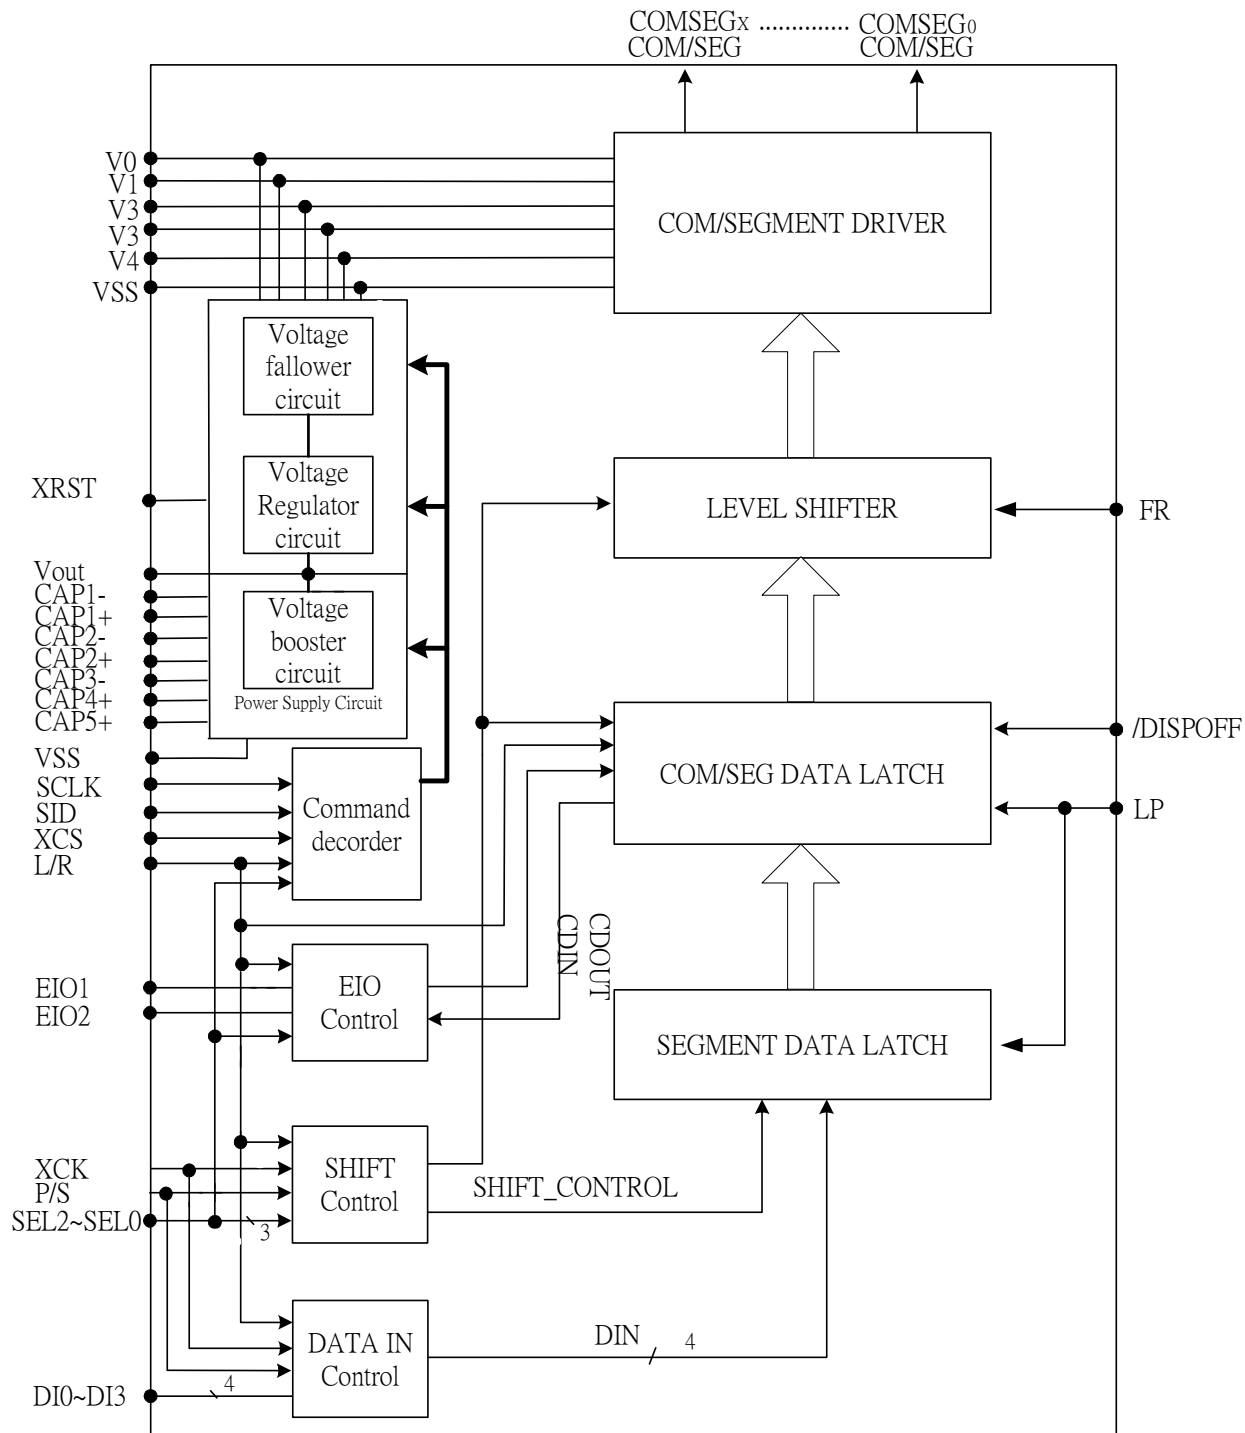 COMSEGX .............. COMSEG0
COM/SEG COM/SEG
V0
V1
V3
V3
V4
VSS
COM/SEGMENT DRIVER
Voltage
fallower
circuit
XRST
Voltage
Regulator
circuit
LEVEL SHIFTER
FR
Vout
CAP1-
CAP1+
CAP2-
CAP2+
CAP3-
CAP4+
CAP5+
Voltage
booster
circuit
Power Supply Circuit
VSS
SCLK
SID
XCS
L/R
Command
decorder
COM/SEG DATA LATCH
/DISPOFF
LP
CDOUT
CDIN
EIO1
EIO2
EIO
Control
SEGMENT DATA LATCH
XCK
P/S
SEL2~SEL0
3
SHIFT
Control
SHIFT_CONTROL
DATA IN
Control
DIN
4
DI0~DI3
4